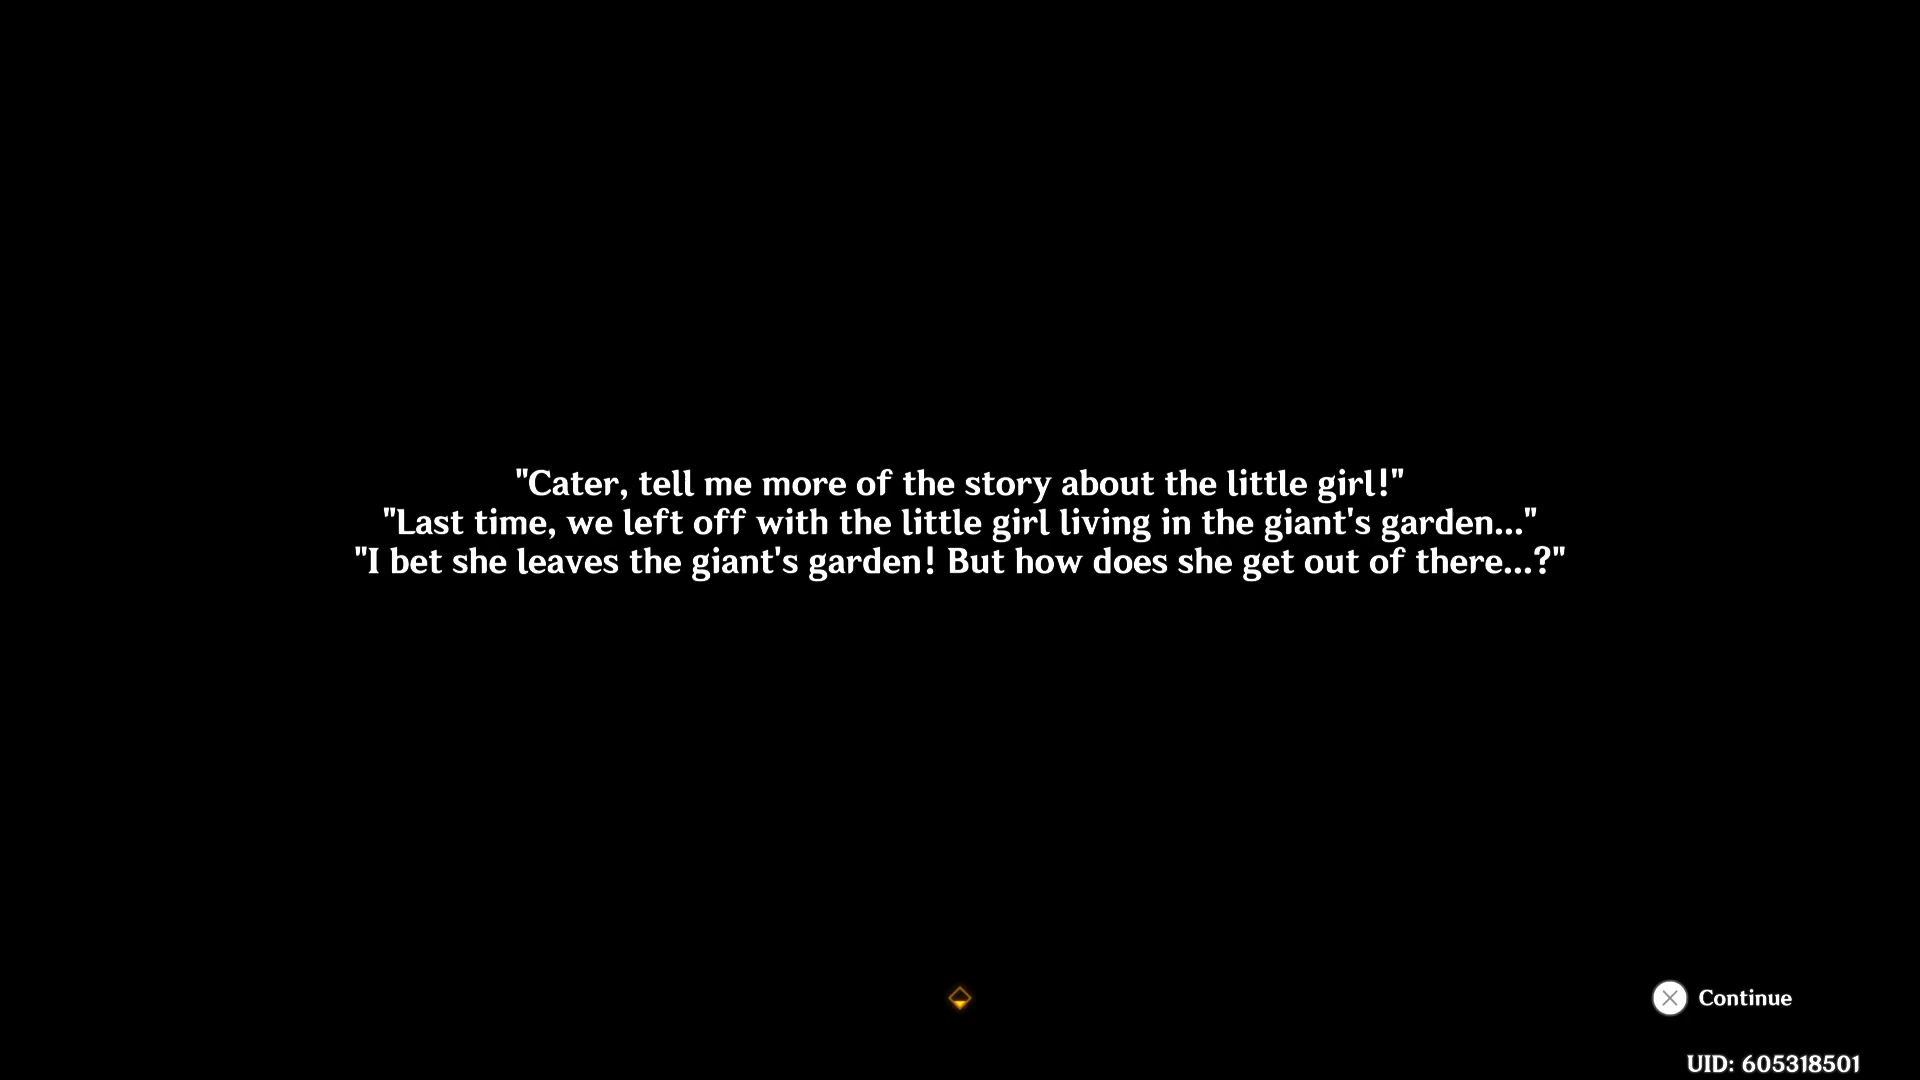 "Cater, tell me more of the story about the little girl!"
"Last time, we left off with the little girl living in the giant's garden..."
"I bet she leaves the giant's garden! But how does she get out of there...?"
Continue
UID: 605318501